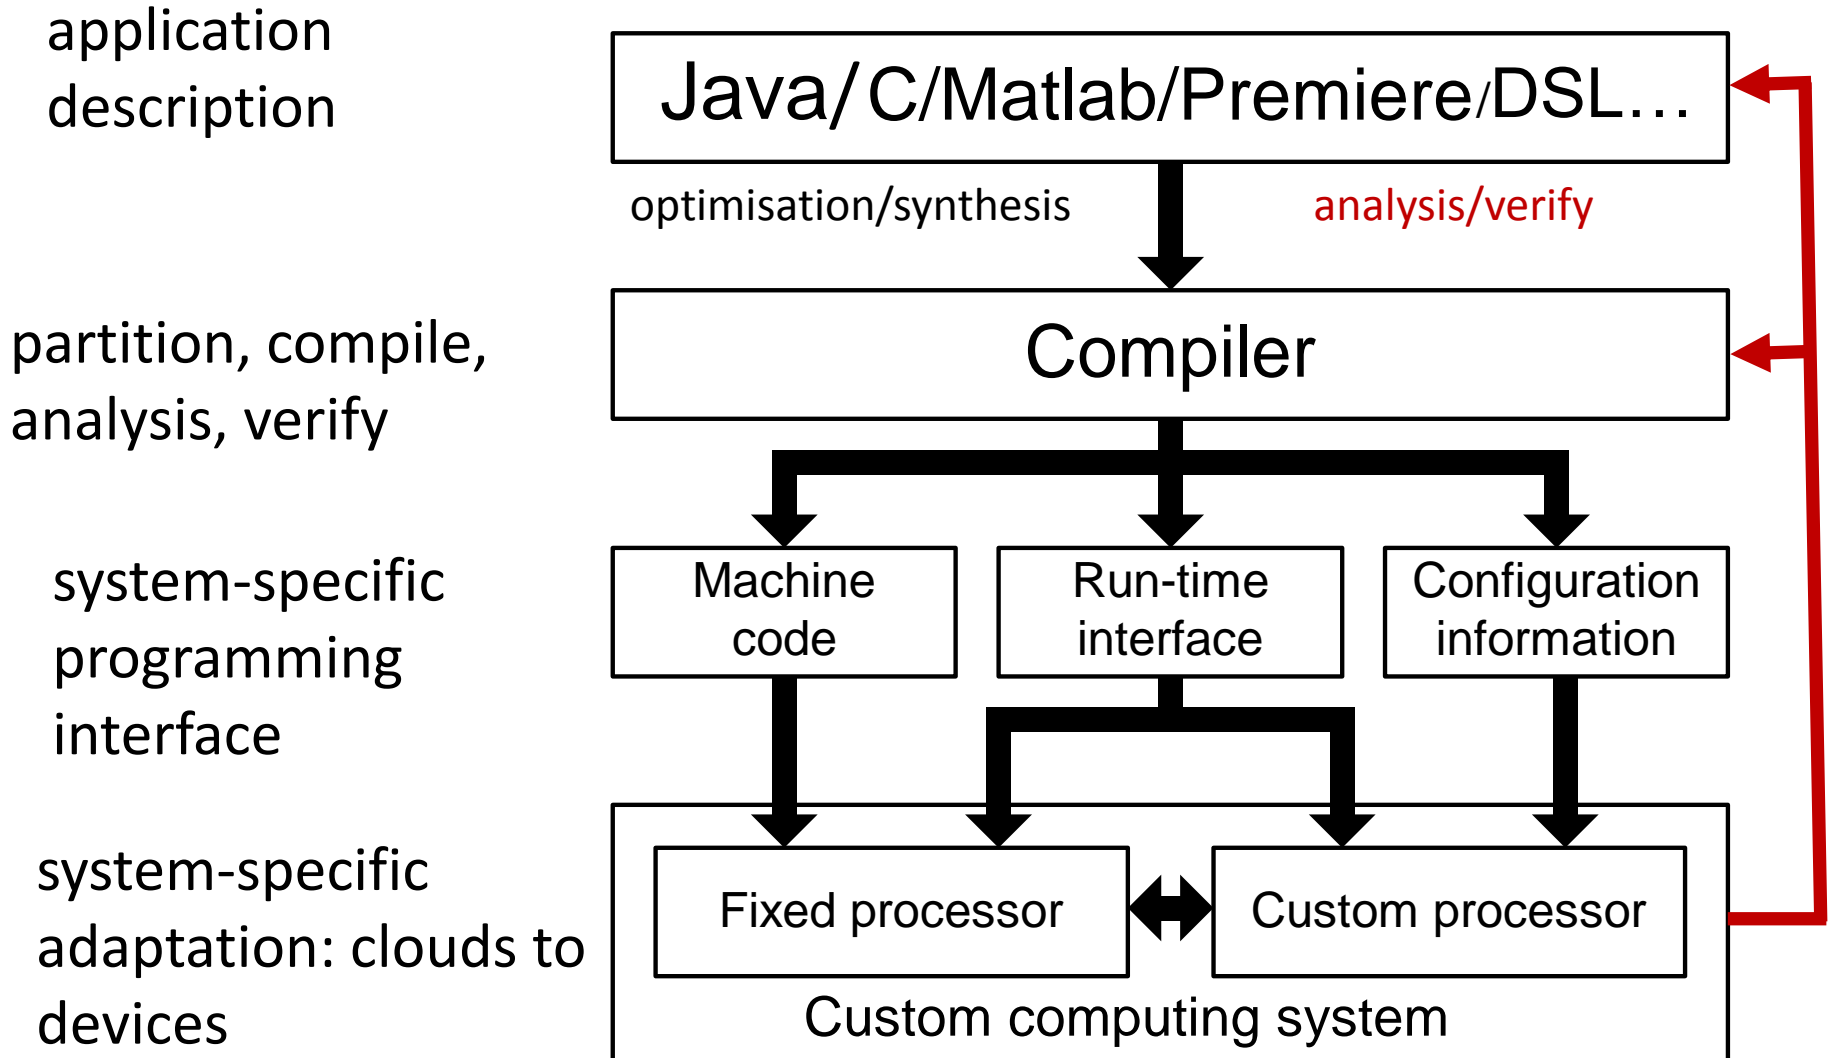 application
description
Java/C/Matlab/Premiere/DSL…
optimisation/synthesis
analysis/verify
partition, compile,
analysis, verify
Compiler
system-specific
programming
interface
Machine
code
Run-time
interface
Configuration
information
system-specific
adaptation: clouds to
devices
Fixed processor
Custom processor
Custom computing system